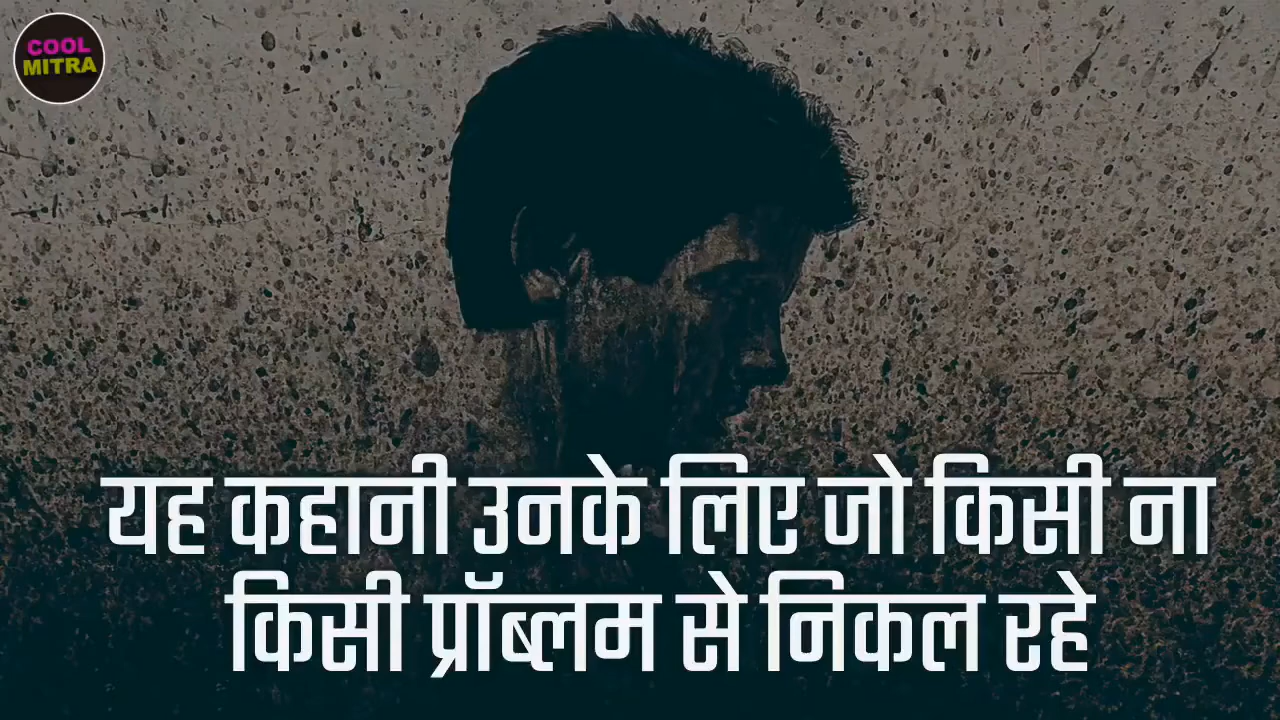 COOL
MITRA
यह कहानी उनके लिए जो किसी ना
किसी प्रॉब्लम से निकल रहे